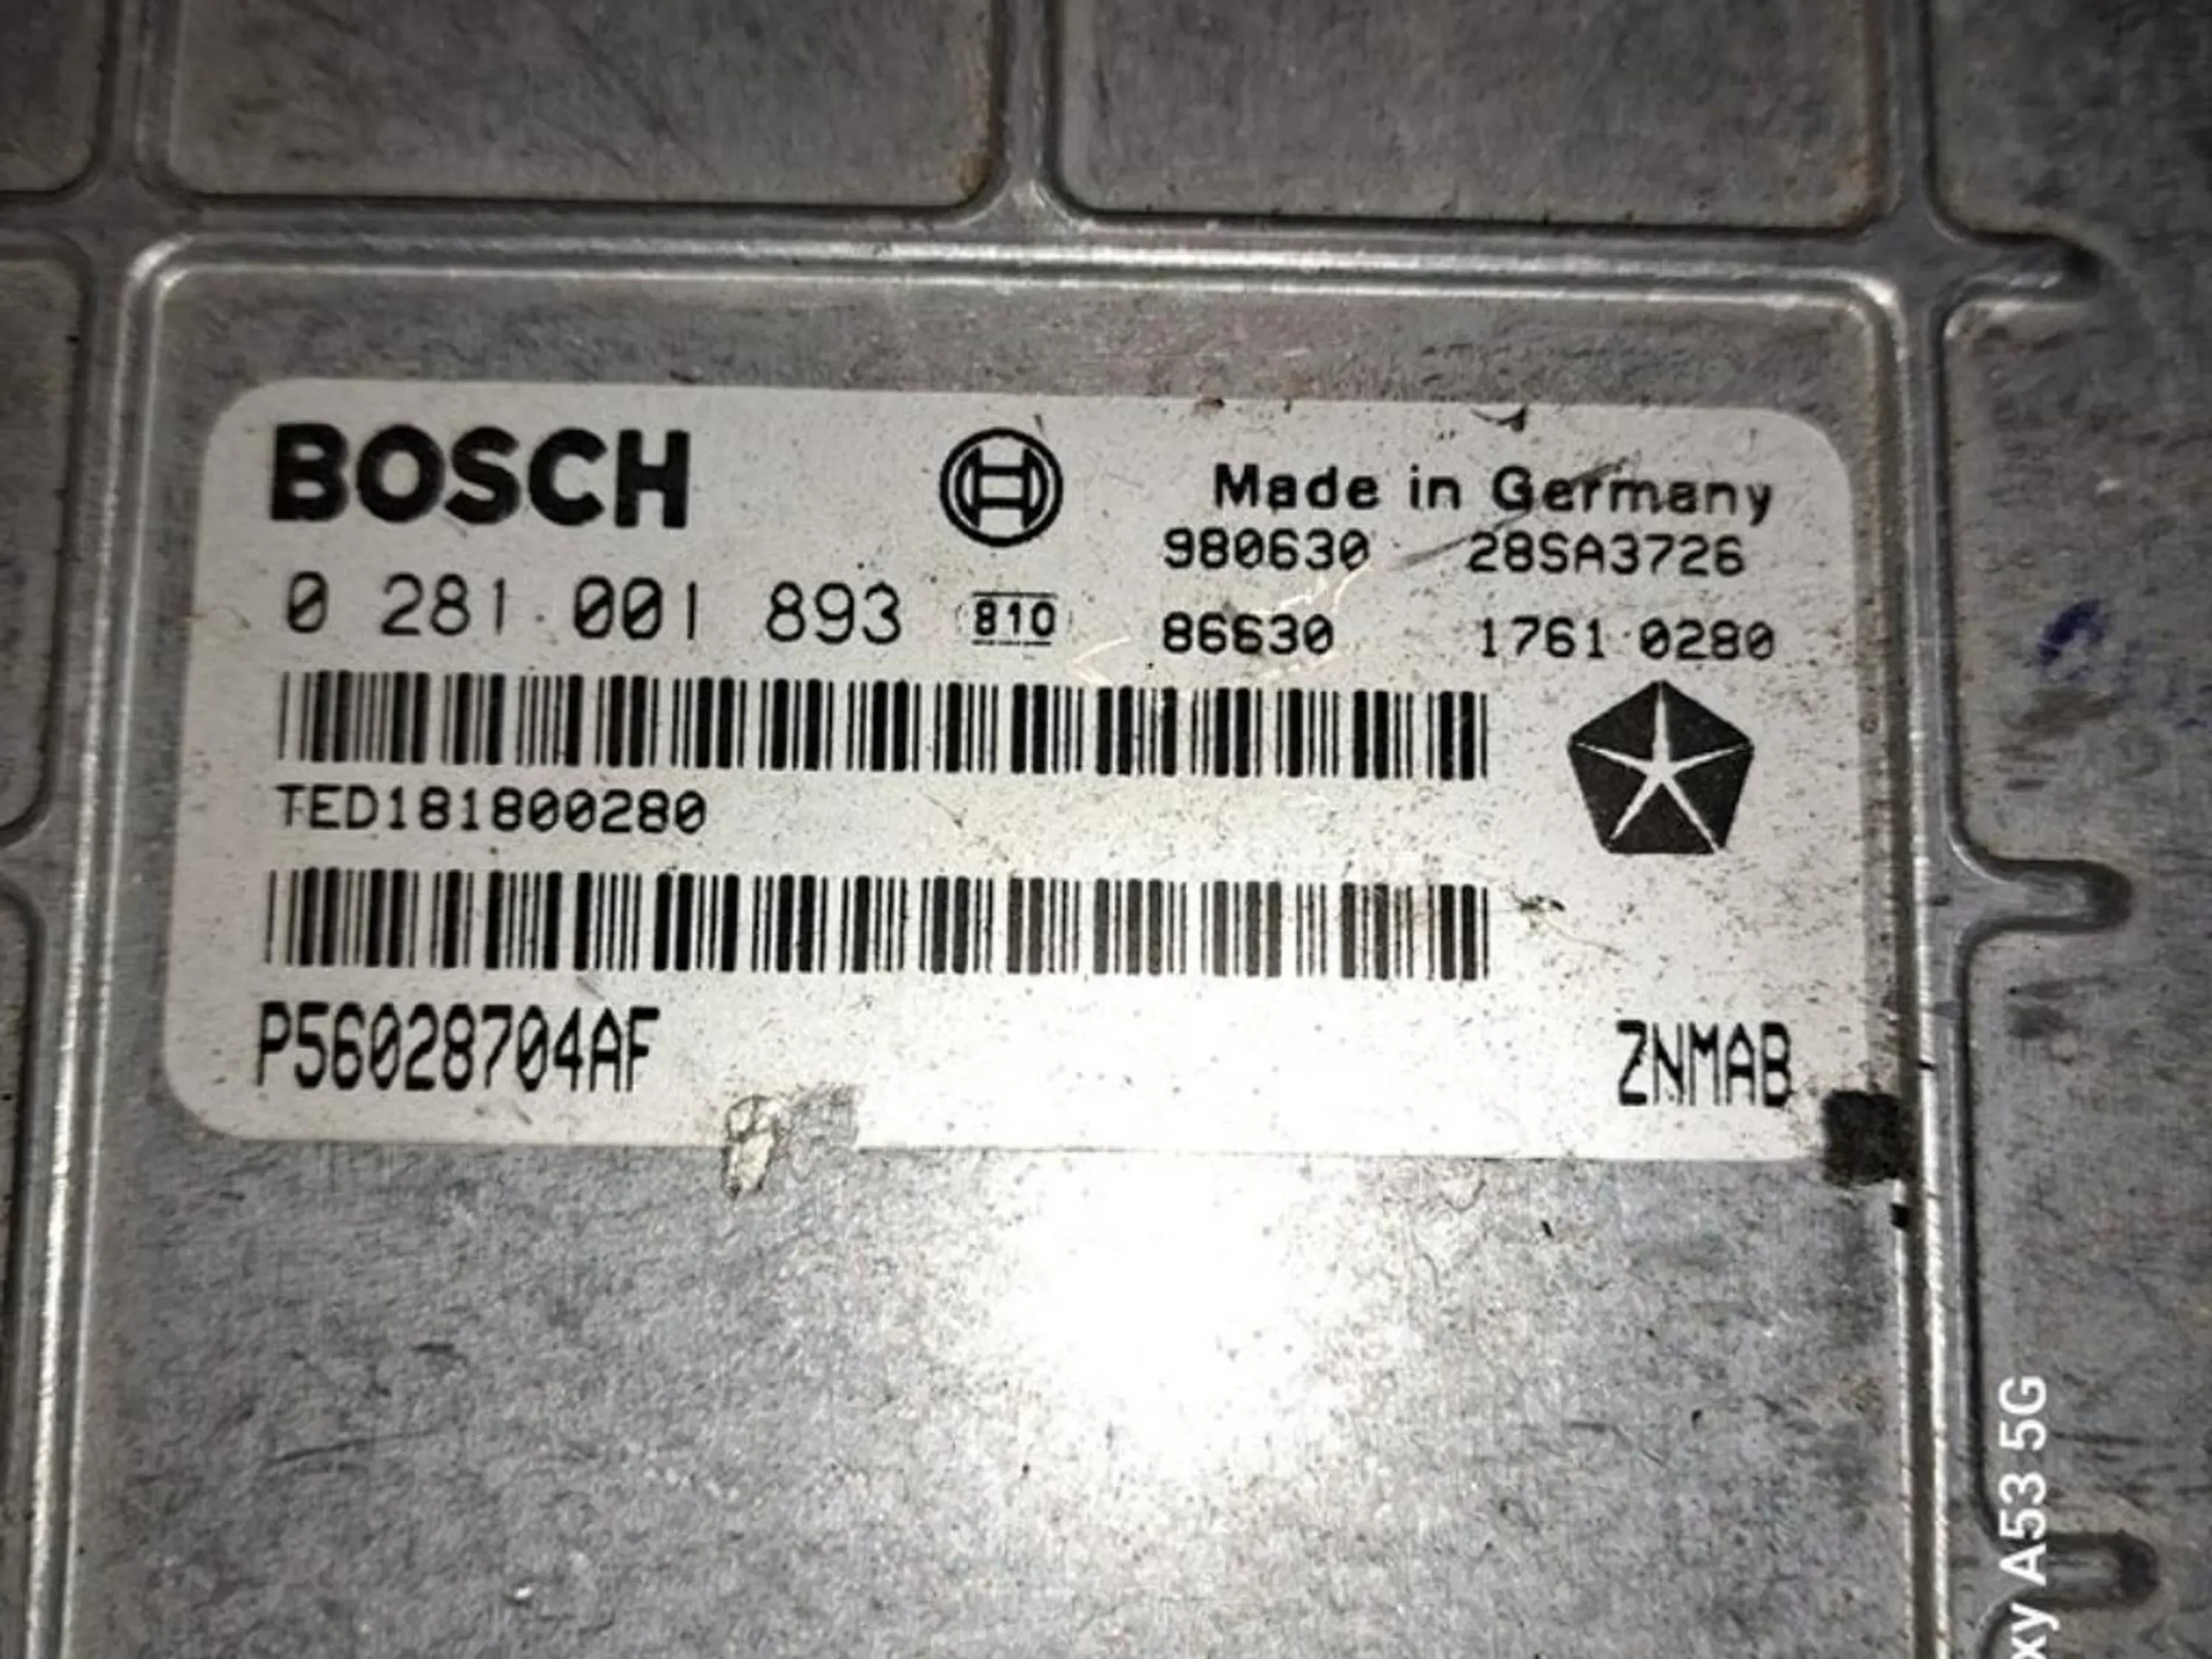 BOSCH
Made in Germany
980630 28SA3726
0 281 001 893 810 86630 1761 0280
TED181800280
P56028704AF ZNMAB
xy A53 5G